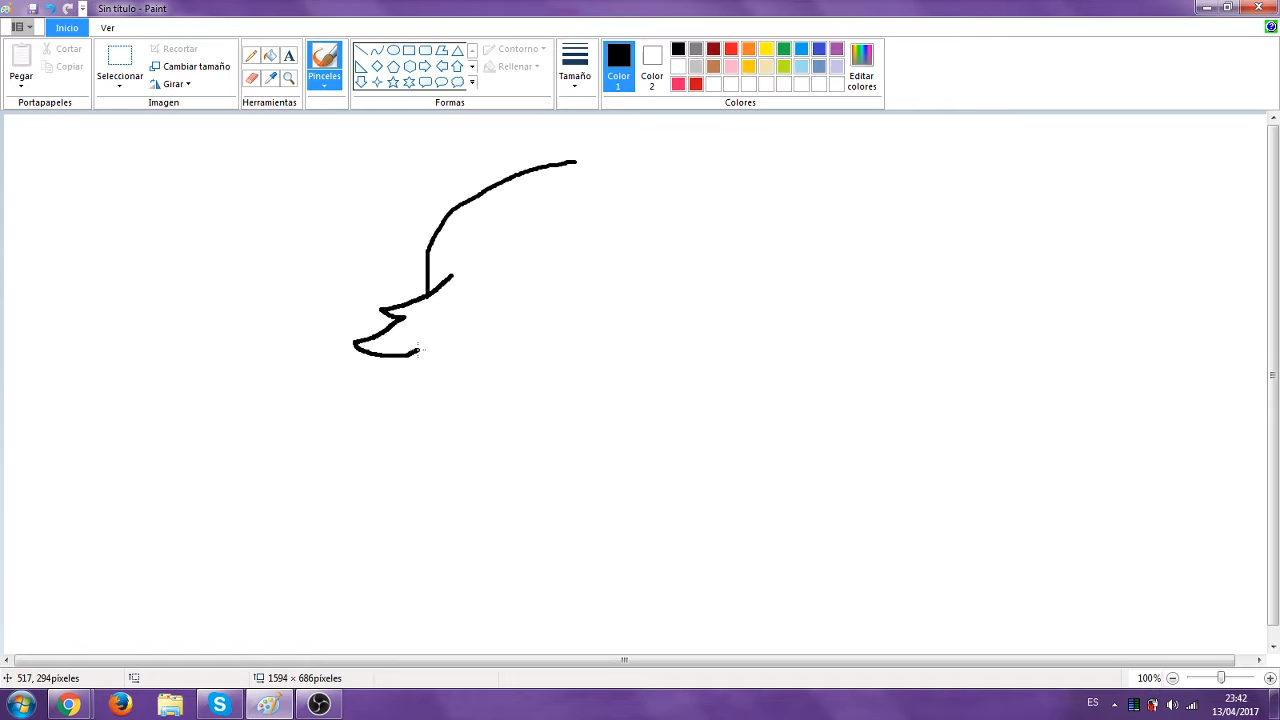 Sin título - Paint
Inicio
Ver
Pegar
Cortar
Copiar
Portapapeles
Seleccionar
Recortar
Cambiar tamaño
Girar
Imagen
A
Herramientas
Pinceles
Contorno
Rellenar
Formas
Tamaño
Color 1
Color 2
Editar colores
Colores
517, 294píxeles
1594 × 686píxeles
100%
ES
23:42
13/04/2017